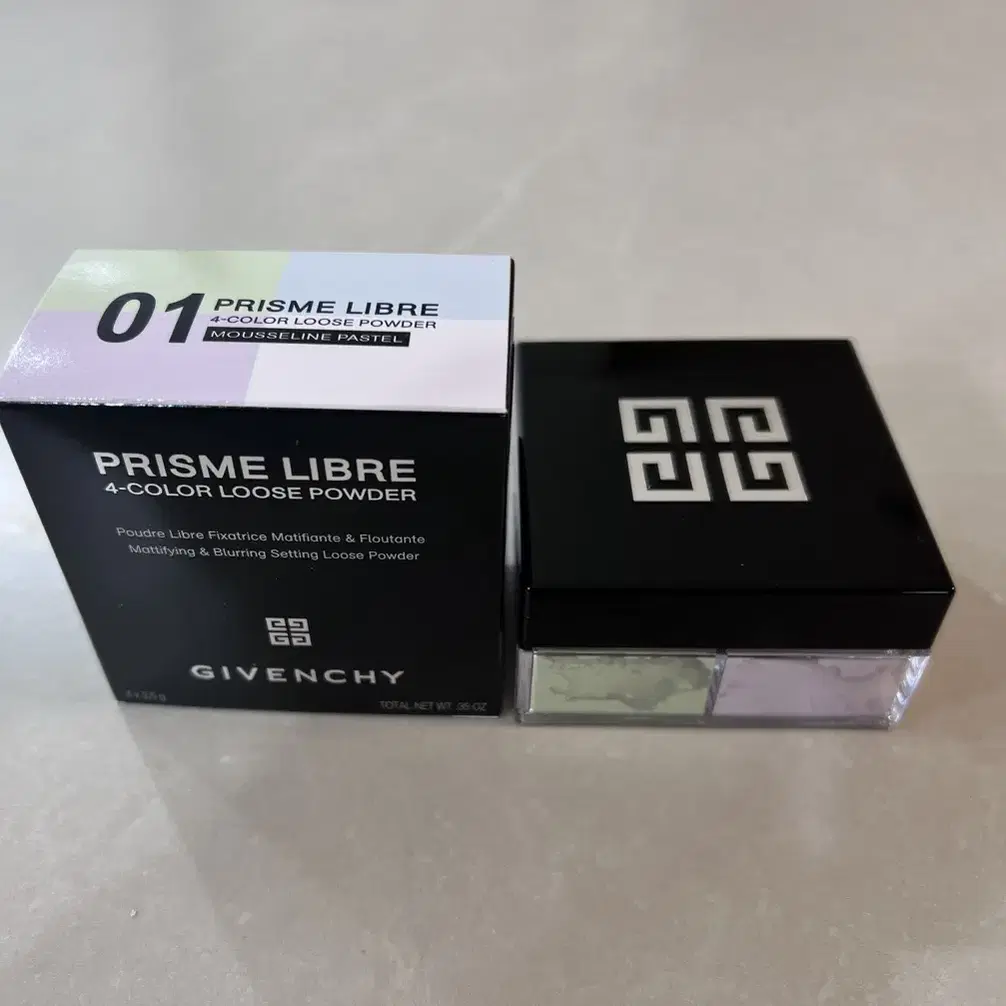 01 PRISME LIBRE
4-COLOR LOOSE POWDER
MOUSSELINE PASTEL
PRISME LIBRE
4-COLOR LOOSE POWDER
Poudre Libre Fixatrice Matifiante & Floutante
Mattifying & Blurring Setting Loose Powder
GIVENCHY
TOTAL NET WT. .35 OZ